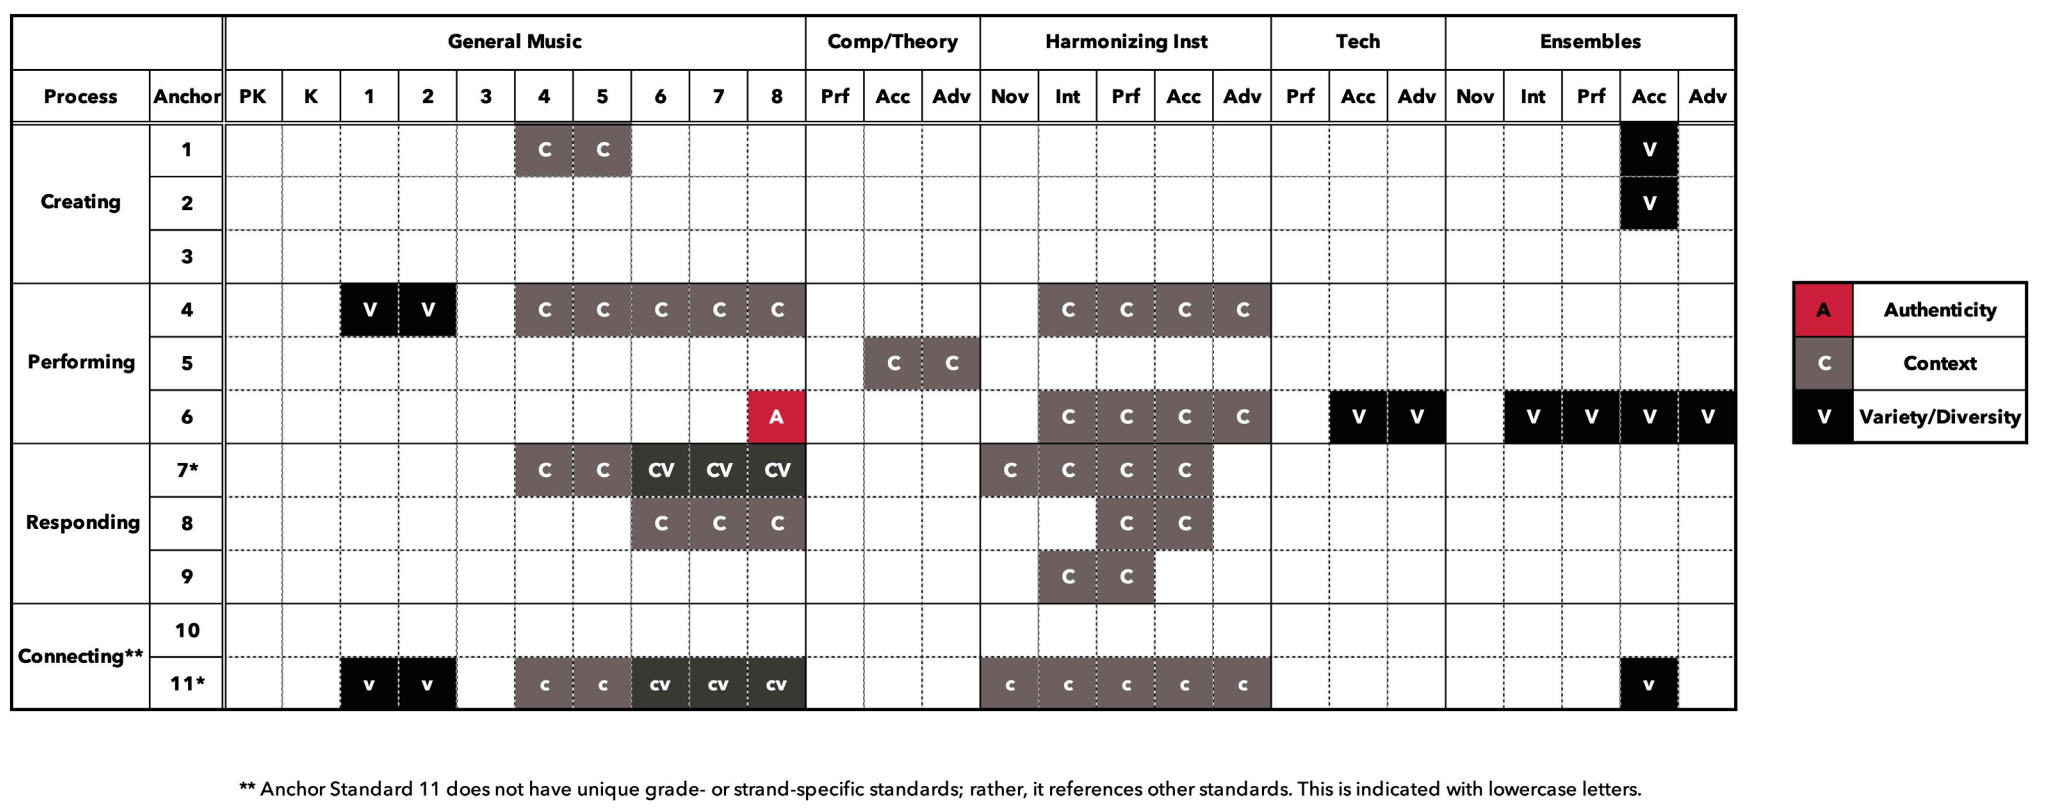 General Music Comp/Theory Harmonizing Inst Tech Ensembles
Process Anchor PK K 1 2 3 4 5 6 7 8 Prf Acc Adv Nov Int Prf Acc Adv Prf Acc Adv Nov Int Prf Acc Adv
Creating
1 C C V
2 V
3
Performing
4 V V C C C C C C C C C
5 C C
6 A C C C C V V V V V V
Responding
7* C C CV CV CV C C C C
8 C C C C C
9 C C
Connecting**
10
11* v v c c cv cv cv c c c c c v
A Authenticity
C Context
V Variety/Diversity
** Anchor Standard 11 does not have unique grade- or strand-specific standards; rather, it references other standards. This is indicated with lowercase letters.